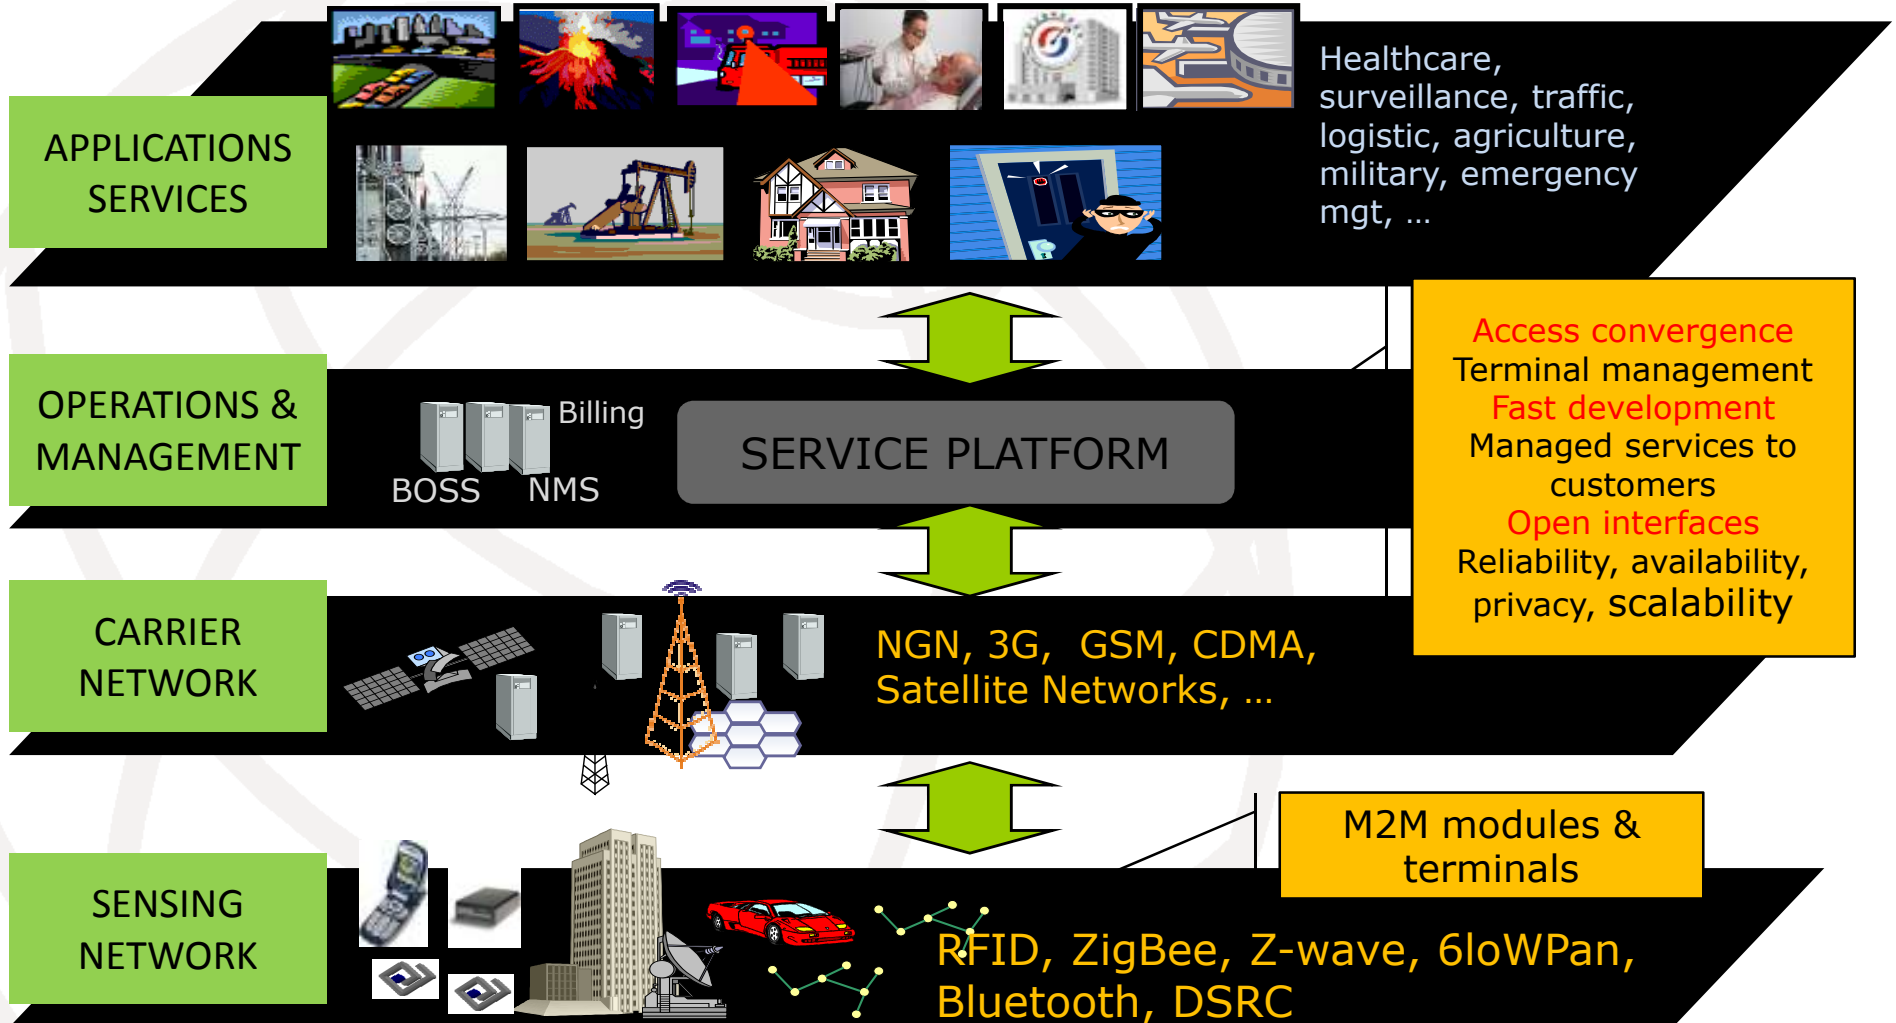 APPLICATIONS
SERVICES
Healthcare,
surveillance, traffic,
logistic, agriculture,
military, emergency
mgt, ...
OPERATIONS &
MANAGEMENT
Billing
BOSS NMS
SERVICE PLATFORM
Access convergence
Terminal management
Fast development
Managed services to
customers
Open interfaces
Reliability, availability,
privacy, scalability
CARRIER
NETWORK
NGN, 3G, GSM, CDMA,
Satellite Networks, ...
M2M modules &
terminals
SENSING
NETWORK
RFID, ZigBee, Z-wave, 6loWPan,
Bluetooth, DSRC